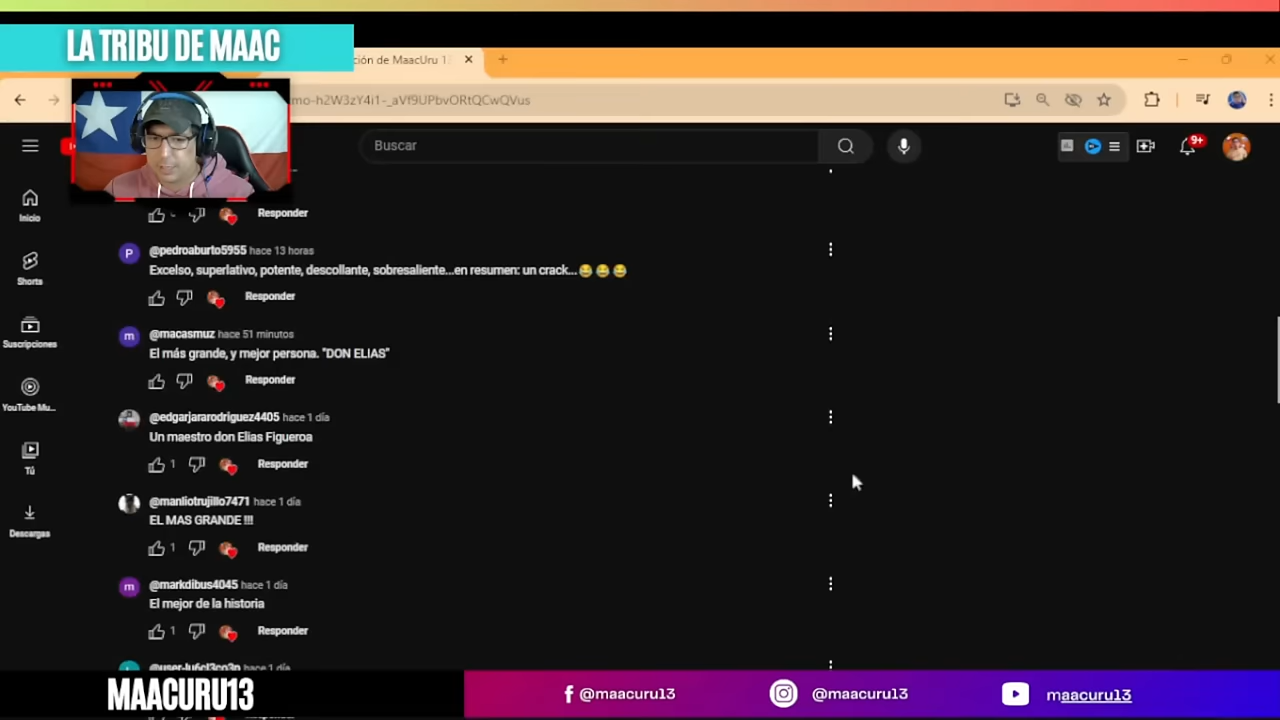 LA TRIBU DE MAAC
ción de MaacUru 1
mo-h2W3zY4i1-_aVf9UPbvORtQCwQVus
Buscar
9+
Inicio
Shorts
Suscripciones
YouTube Mu...
Tú
Descargas
Responder
P
@pedroaburto5955 hace 13 horas
Excelso, superlativo, potente, descollante, sobresaliente...en resumen: un crack...😂😂😂
Responder
m
@macasmuz hace 51 minutos
El más grande, y mejor persona. "DON ELIAS"
Responder
@edgarjararodriguez4405 hace 1 día
Un maestro don Elias Figueroa
1 Responder
@manliotrujillo7471 hace 1 día
EL MAS GRANDE !!!
1 Responder
m
@markdibus4045 hace 1 día
El mejor de la historia
1 Responder
hace 1 día
MAACURU13
@maacuru13
@maacuru13
maacuru13